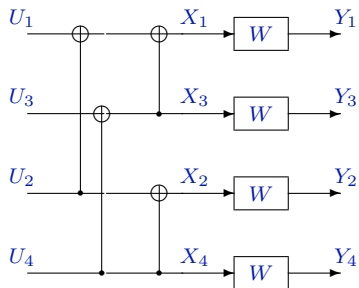 U₁ X₁ W Y₁
U₃ X₃ W Y₃
U₂ X₂ W Y₂
U₄ X₄ W Y₄